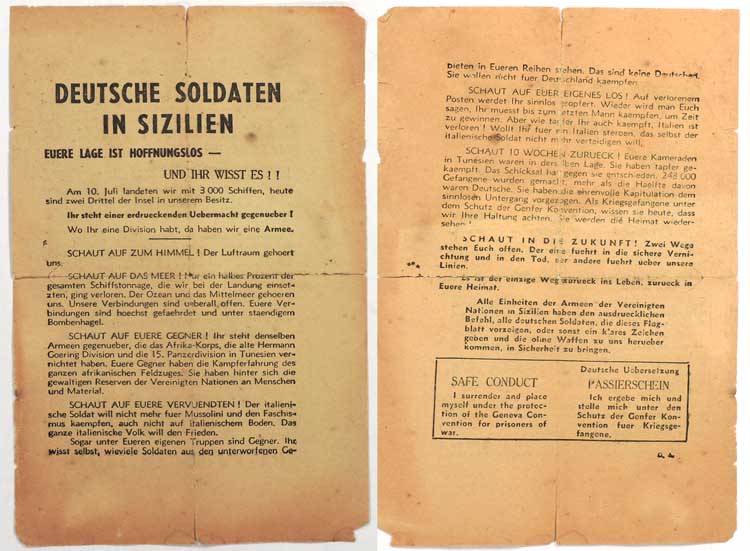 DEUTSCHE SOLDATEN
IN SIZILIEN
EUERE LAGE IST HOFFNUNGSLOS —
UND IHR WISST ES ! !
Am 10. Juli landeten wir mit 3 000 Schiffen, heute
sind zwei Drittel der Insel in unserem Besitz.
Ihr steht einer erdrueckenden Uebermacht gegenueber !
Wo Ihr eine Division habt, da haben wir eine Armee.
SCHAUT AUF ZUM HIMMEL ! Der Luftraum gehoert
uns.
SCHAUT AUF DAS MEER ! Nur ein halbes Prozent der
gesamten Schiffstonnage, die wir bei der Landung einset-
zten, ging verloren. Der Ozean und das Mittelmeer gehoeren
uns. Unsere Verbindungen sind ueberall offen. Euere Ver-
bindungen sind hoechst gefaehrdet und unter staendigem
Bombenhagel.
SCHAUT AUF EUERE GEGNER ! Ihr steht denselben
Armeen gegenueber, die das Afrika-Korps, die alte Hermann
Goering Division und die 15. Panzerdivision in Tunesien ver-
nichtet haben. Euere Gegner haben die Kampferfahrung des
ganzen afrikanischen Feldzuges. Sie haben hinter sich die
gewaltigen Reserven der Vereinigten Nationen an Menschen
und Material.
SCHAUT AUF EUERE VERVUENDTEN ! Der italienis-
che Soldat will nicht mehr fuer Mussolini und den Faschis-
mus kaempfen, auch nicht auf italienischem Boden. Das
ganze italienische Volk will den Frieden.
Sogar unter Eueren eigenen Truppen sind Gegner. Ihr
wisst selbst, wieviele Soldaten aus den unterworfenen Ge-
bieten in Eueren Reihen stehen. Das sind keine Deutschen.
Sie wollen nicht fuer Deutschland kaempfen.
SCHAUT AUF EUER EIGENES LOS ! Auf verlorenem
Posten werdet Ihr sinnlos geopfert. Wieder wird man Euch
sagen, Ihr muesst bis zum letzten Mann kaempfen, um Zeit
zu gewinnen. Aber wie tapfer Ihr auch kaempft, Italien ist
verloren ! Wollt Ihr fuer ein Italien sterben, das selbst der
italienische Soldat nicht mehr verteidigen will.
SCHAUT 10 WOCHEN ZURUECK ! Euere Kameraden
in Tunesien waren in derselben Lage. Sie haben tapfer ge-
kaempft. Das Schicksal hat gegen sie entschieden. 248 000
Gefangene wurden gemacht, mehr als die Haelfte davon
waren Deutsche. Sie haben die ehrenvolle Kapitulation dem
sinnlosen Untergang vorgezogen. Als Kriegsgefangene unter
dem Schutz der Genfer Konvention, wissen sie heute, dass
wir Ihre Haltung achten. Sie werden die Heimat wieder-
sehen !
SCHAUT IN DIE ZUKUNFT ! Zwei Wege
stehen Euch offen. Der eine fuehrt in die sichere Verni-
chtung und in den Tod, der andere fuehrt ueber unsere
Linien.
Es ist der einzige Weg zurueck ins Leben, zurueck in
Euere Heimat.
Alle Einheiten der Armeen der Vereinigten
Nationen in Sizilien haben den ausdruecklichen
Befehl, alle deutschen Soldaten, die dieses Flug-
blatt vorzeigen, oder sonst ein klares Zeichen
geben und die ohne Waffen zu uns herueber
kommen, in Sicherheit zu bringen.
SAFE CONDUCT
I surrender and place
myself under the protec-
tion of the Geneva Con-
vention for prisoners of
war.
Deutsche Uebersetzung
PASSIERSCHEIN
Ich ergebe mich und
stelle mich unter den
Schutz der Genfer Kon-
vention fuer Kriegsge-
fangene.